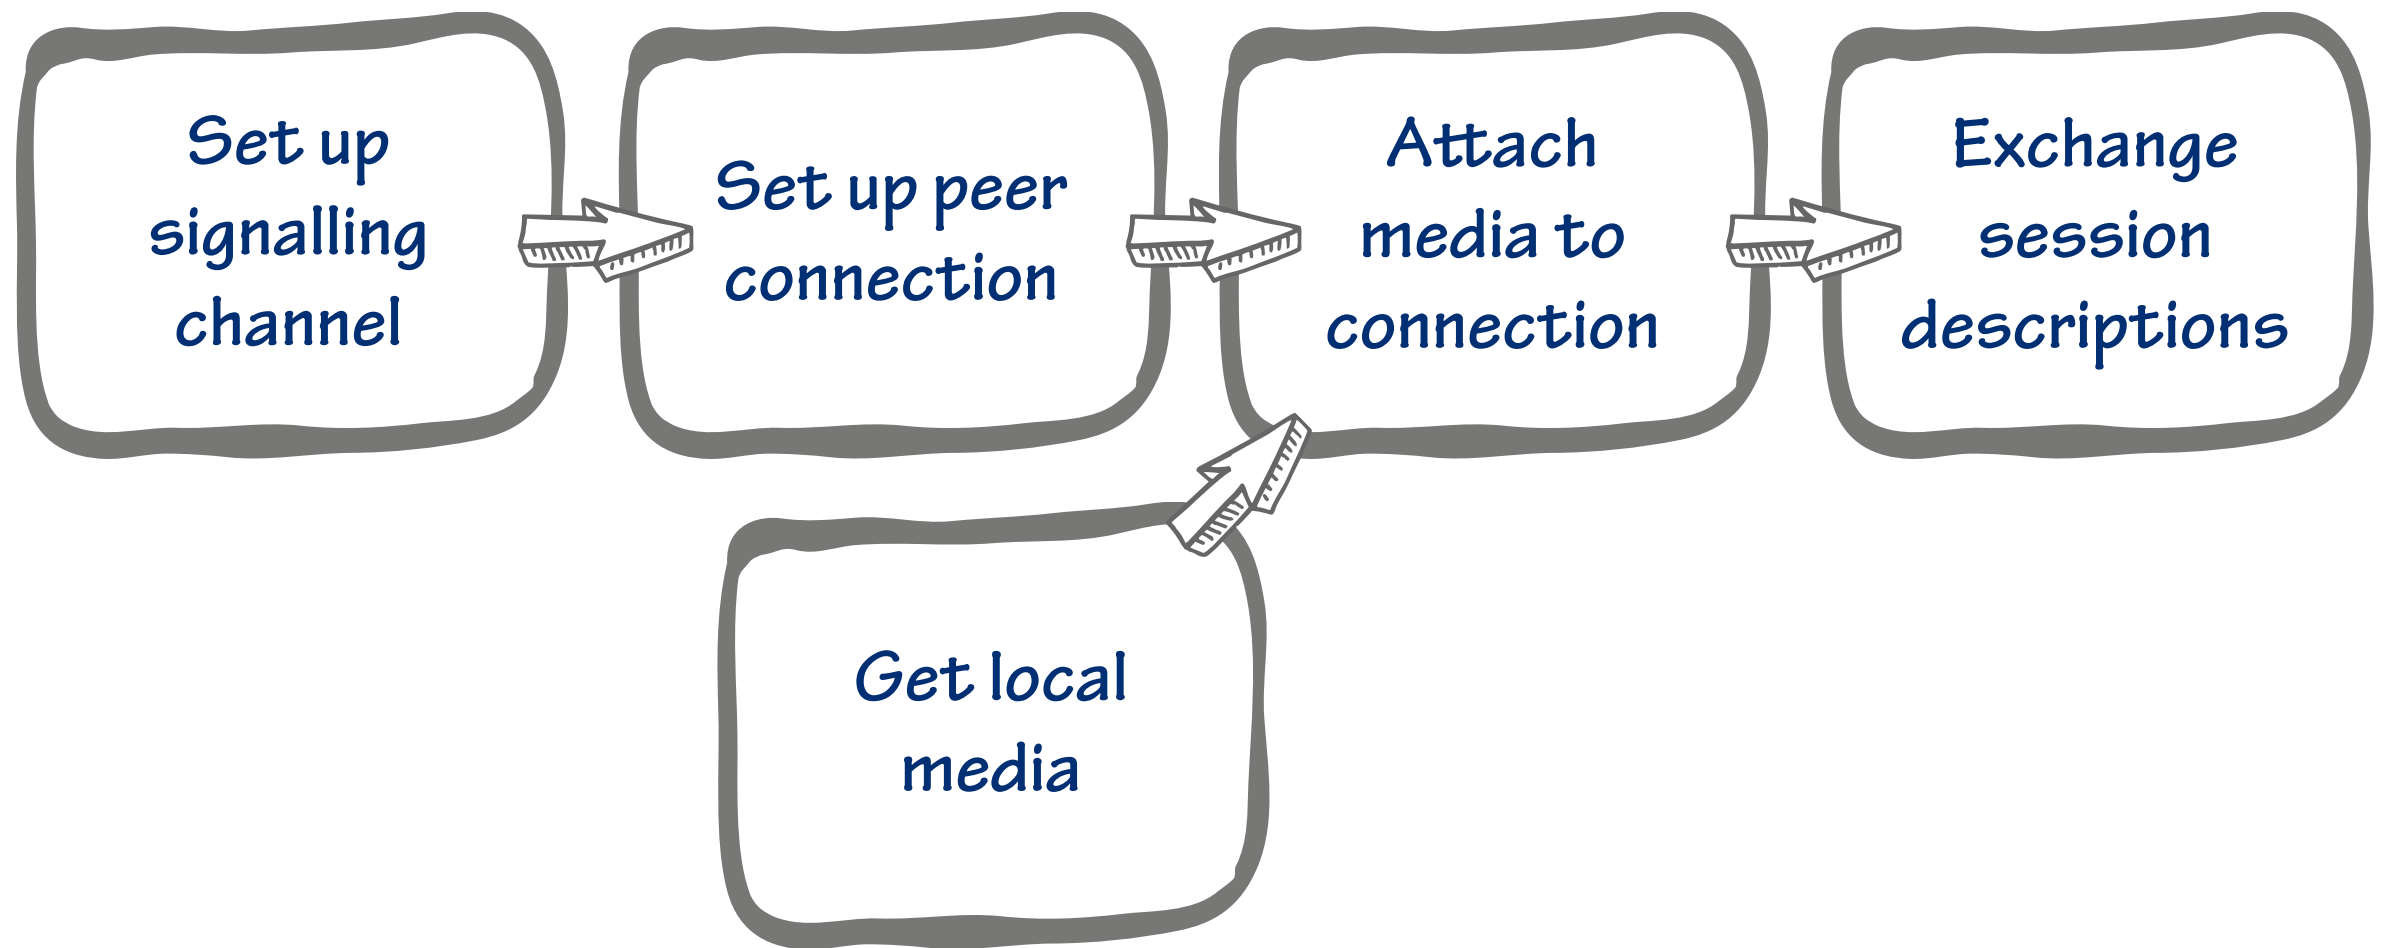 Set up
signalling
channel
Set up peer
connection
Attach
media to
connection
Exchange
session
descriptions
Get local
media